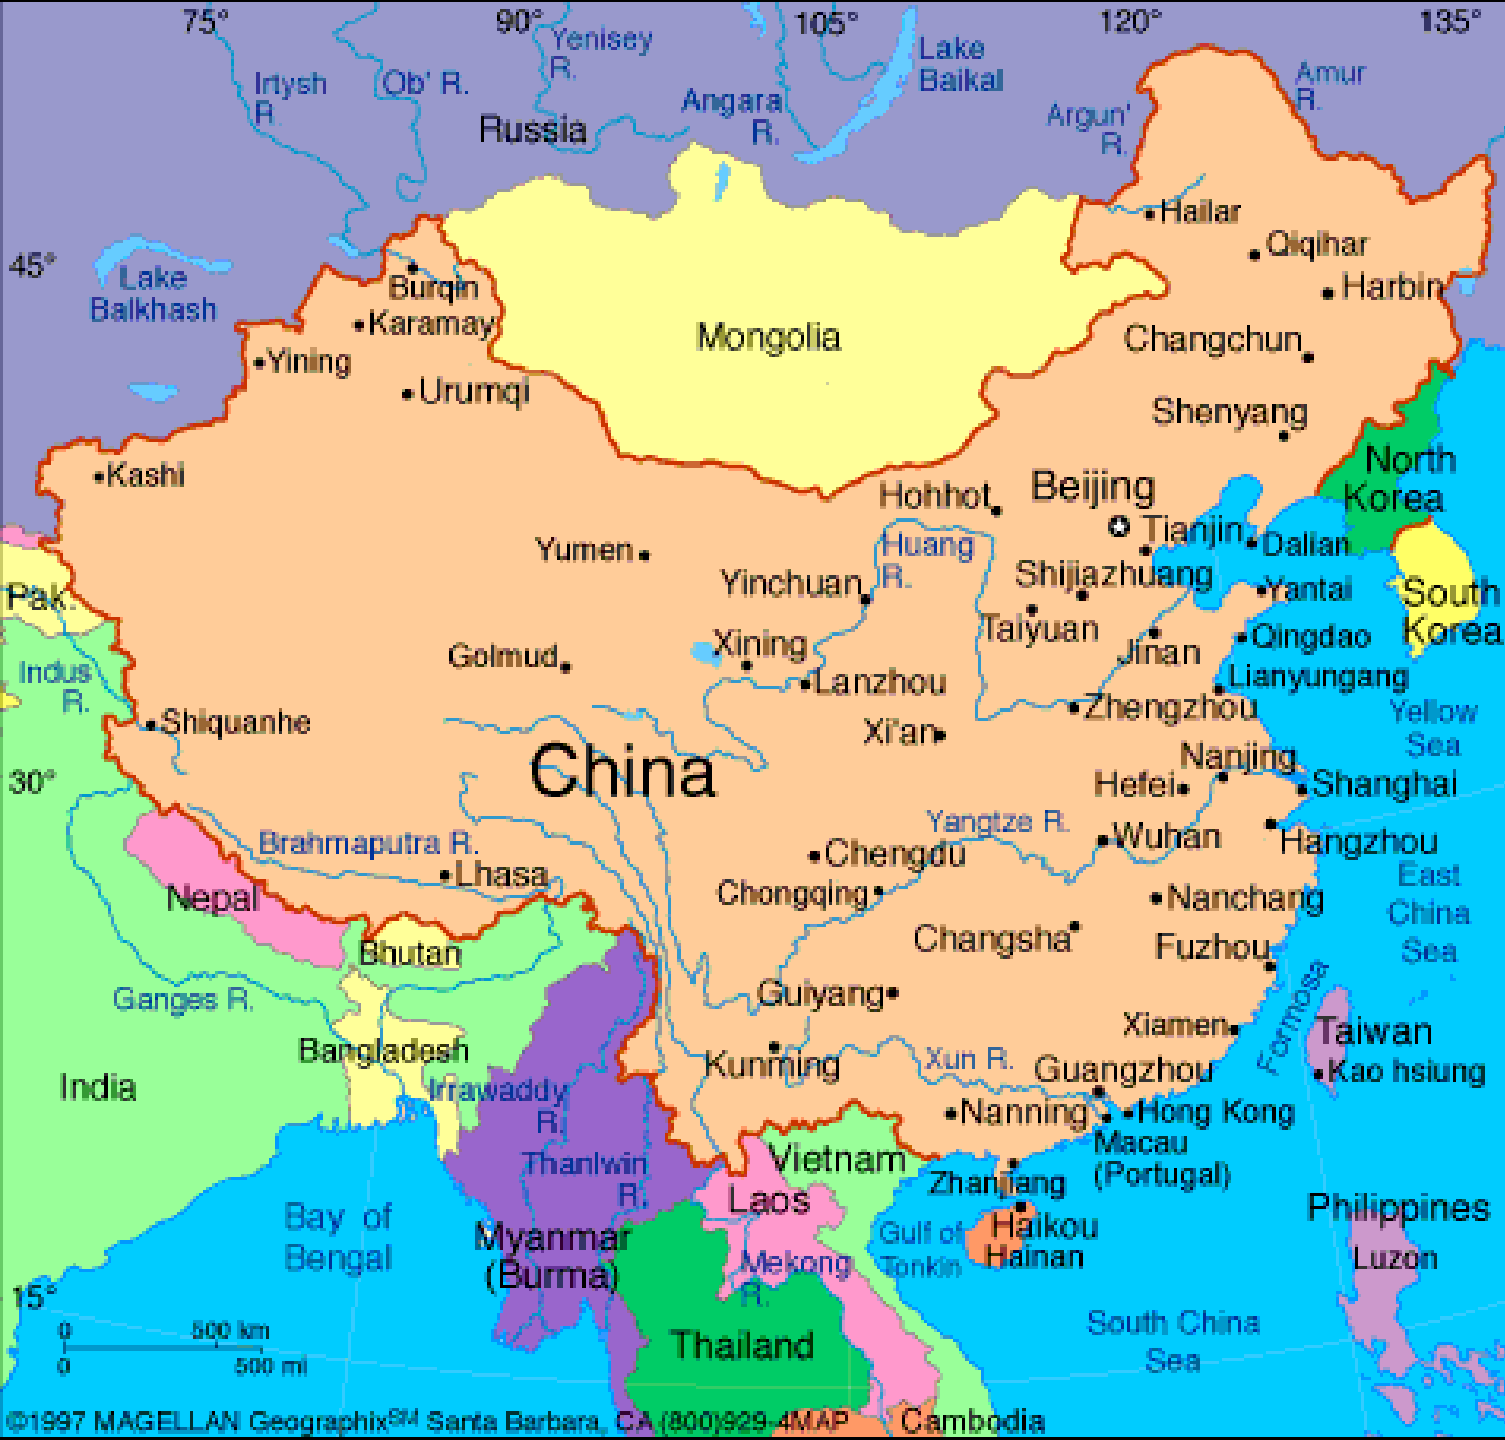 75°
90°
105°
120°
135°
Irtysh
R.
Ob' R.
Yenisey
R.
Angara
R.
Lake
Baikal
Argun'
R.
Amur
R.
Russia
45°
Lake
Balkhash
Hailar
Qiqihar
Harbin
Burqin
Karamay
Yining
Urumqi
Mongolia
Changchun
Shenyang
Kashi
Hohhot
Beijing
North
Korea
Tianjin
Dalian
Yumen
Huang
R.
Yinchuan
Shijiazhuang
Yantai
South
Korea
Pak.
Taiyuan
Jinan
Qingdao
Golmud
Xining
Lanzhou
Lianyungang
Indus
R.
Shiquanhe
Zhengzhou
Xi'an
Yellow
Sea
China
Nanjing
Hefei
Shanghai
30°
Brahmaputra R.
Yangtze R.
Wuhan
Hangzhou
Chengdu
Lhasa
Chongqing
Nanchang
East
China
Sea
Nepal
Bhutan
Changsha
Fuzhou
Ganges R.
Guiyang
Formosa
Xiamen
Taiwan
Kao hsiung
Bangladesh
Kunming
Xun R.
Guangzhou
India
Irrawaddy
R.
Nanning
Hong Kong
Macau
(Portugal)
Vietnam
Thanlwin
R.
Laos
Zhanjiang
Haikou
Hainan
Bay of
Bengal
Gulf of
Tonkin
Philippines
Luzon
Myanmar
(Burma)
Mekong
R.
15°
0 500 km
0 500 mi
Thailand
South China
Sea
©1997 MAGELLAN Geographix℠ Santa Barbara, CA (800)929-4MAP
Cambodia